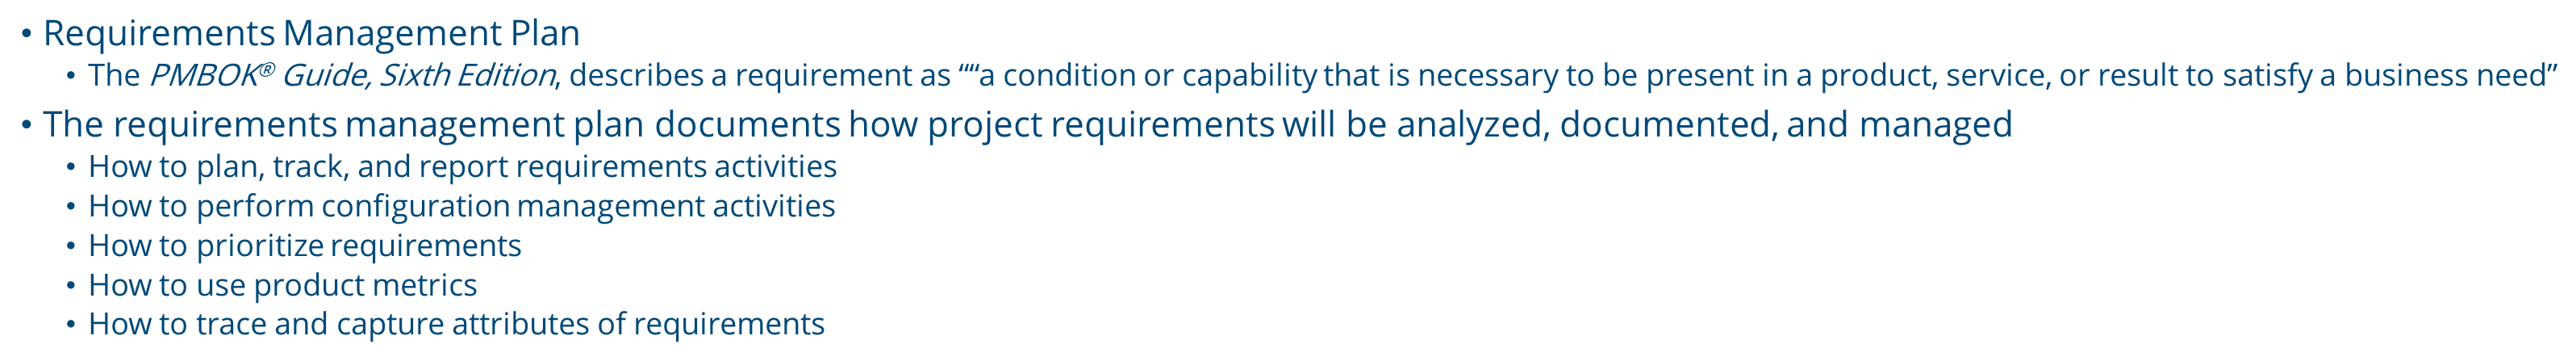 • Requirements Management Plan
• The PMBOK® Guide, Sixth Edition, describes a requirement as ““a condition or capability that is necessary to be present in a product, service, or result to satisfy a business need”
• The requirements management plan documents how project requirements will be analyzed, documented, and managed
• How to plan, track, and report requirements activities
• How to perform configuration management activities
• How to prioritize requirements
• How to use product metrics
• How to trace and capture attributes of requirements